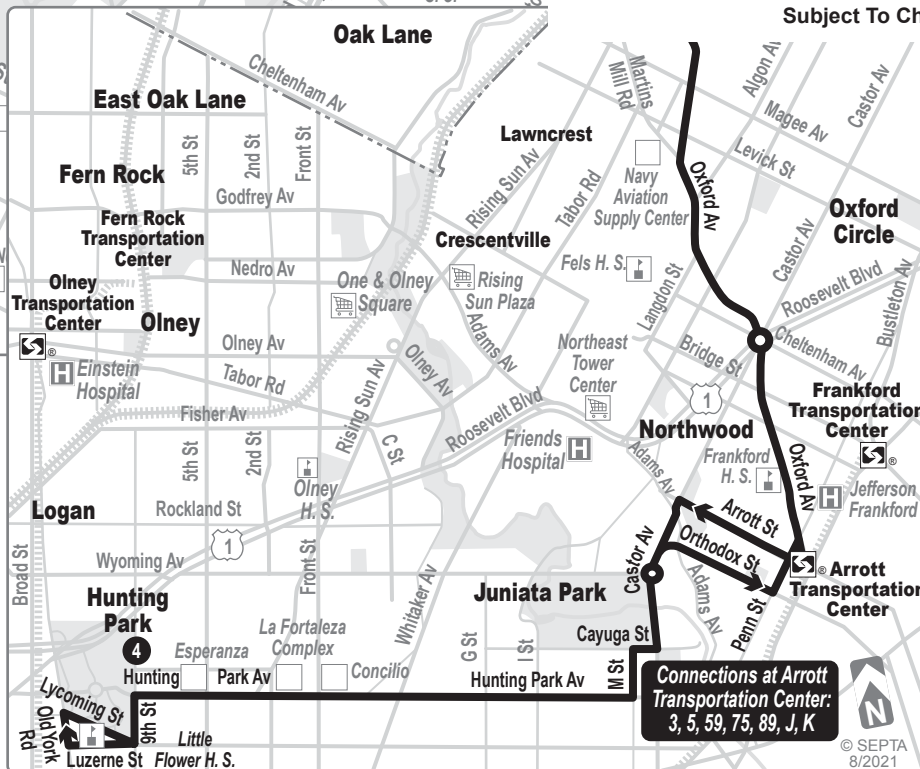 Subject To Ch
Oak Lane
Cheltenham Av
East Oak Lane
5th St
2nd St
Front St
Fern Rock
Godfrey Av
Fern Rock
Transportation
Center
Nedro Av
Olney
Transportation
Center
Olney
Olney Av
Einstein
Hospital
Tabor Rd
Fisher Av
One & Olney
Square
Lawncrest
Rising Sun Av
Tabor Rd
Crescentville
Rising
Sun Plaza
Adams Av
Martins
Mill Rd
Navy
Aviation
Supply Center
Fels H. S.
Langdon St
Oxford Av
Algon Av
Castor Av
Magee Av
Levick St
Oxford
Circle
Castor Av
Roosevelt Blvd
Bustleton Av
Cheltenham Av
Bridge St
Northeast
Tower
Center
1
Northwood
Frankford
Transportation
Center
Frankford
H. S.
Jefferson
Frankford
Oxford Av
Olney Av
Rising Sun Av
C St
Roosevelt Blvd
Friends
Hospital
Adams Av
5th St
2nd St
Olney
H. S.
Rockland St
Logan
1
Wyoming Av
Broad St
Front St
Whitaker Av
Hunting
Park
4
Esperanza
La Fortaleza
Complex
Concilio
Hunting Park Av
Juniata Park
Castor Av
Arrott St
Orthodox St
Adams Av
Penn St
Arrott
Transportation
Center
G St
I St
Cayuga St
M St
Hunting Park Av
Lycoming St
Old York
Rd
9th St
Luzerne St
Little
Flower H. S.
Connections at Arrott
Transportation Center:
3, 5, 59, 75, 89, J, K
N
© SEPTA
8/2021